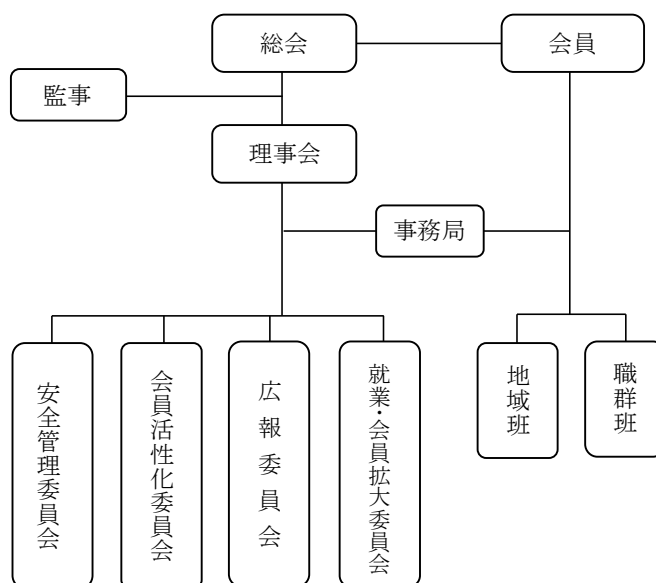 総会
会員
監事
理事会
事務局
安全管理委員会
会員活性化委員会
広報委員会
就業・会員拡大委員会
地域班
職群班